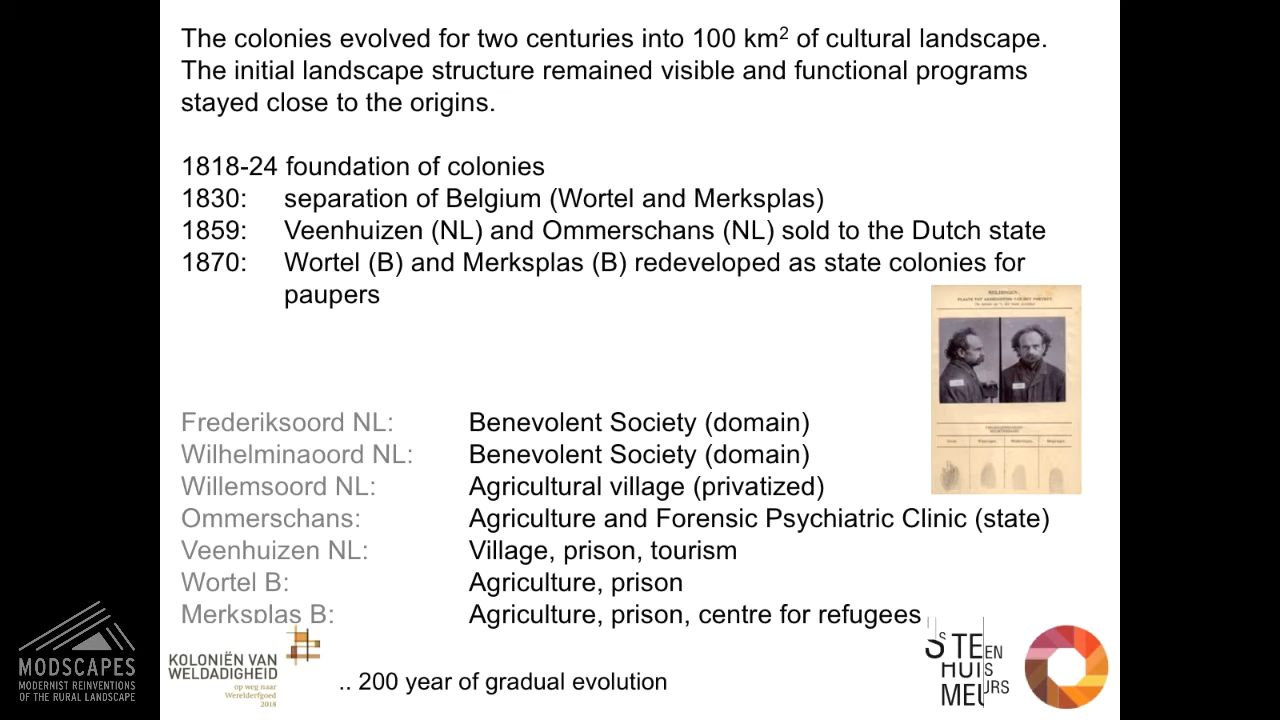 The colonies evolved for two centuries into 100 km² of cultural landscape.
The initial landscape structure remained visible and functional programs
stayed close to the origins.
1818-24 foundation of colonies
1830: separation of Belgium (Wortel and Merksplas)
1859: Veenhuizen (NL) and Ommerschans (NL) sold to the Dutch state
1870: Wortel (B) and Merksplas (B) redeveloped as state colonies for
paupers
Frederiksoord NL: Benevolent Society (domain)
Wilhelminaoord NL: Benevolent Society (domain)
Willemsoord NL: Agricultural village (privatized)
Ommerschans: Agriculture and Forensic Psychiatric Clinic (state)
Veenhuizen NL: Village, prison, tourism
Wortel B: Agriculture, prison
Merksplas B: Agriculture, prison, centre for refugees
MODSCAPES
MODERNIST REINVENTIONS
OF THE RURAL LANDSCAPE
KOLONIËN VAN
WELDADIGHEID
op weg naar
Werelderfgoed
2018
.. 200 year of gradual evolution
STEEN
HUIS
MEURS